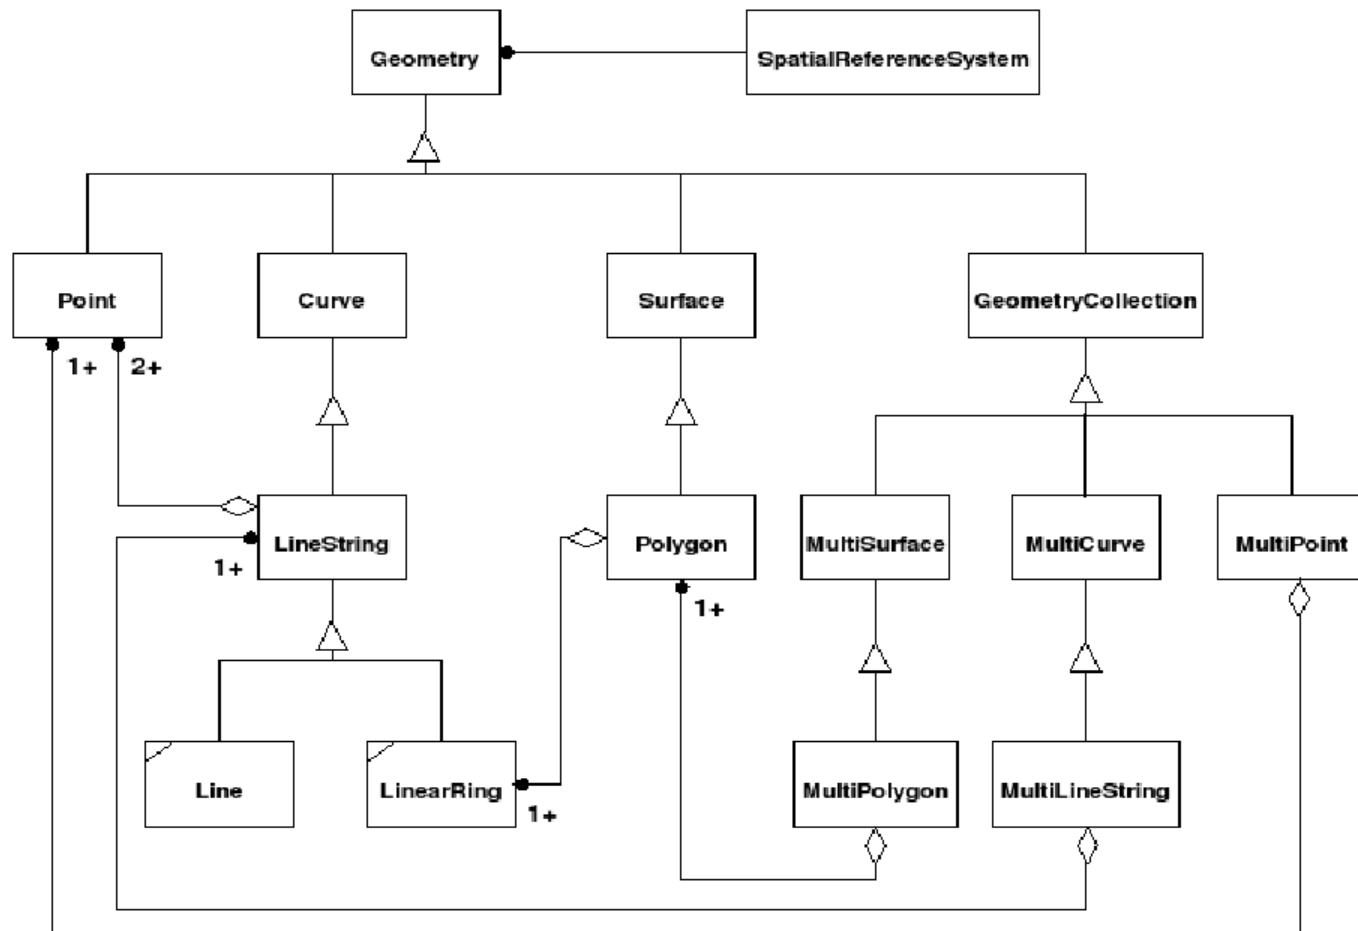 Geometry
SpatialReferenceSystem
Point
Curve
Surface
GeometryCollection
1+
2+
LineString
Polygon
MultiSurface
MultiCurve
MultiPoint
1+
1+
Line
LinearRing
MultiPolygon
MultiLineString
1+